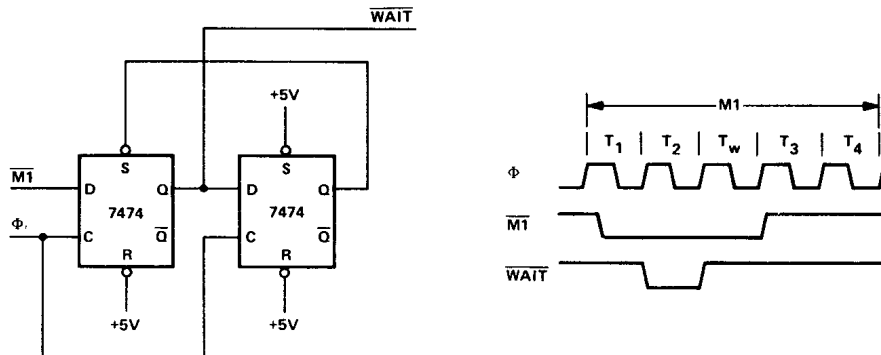 WAIT
+5V
M1
S
S
T1 T2 Tw T3 T4
M1
D Q
D Q
Φ
7474
7474
Φ
C Q
C Q
M1
R
R
WAIT
+5V
+5V